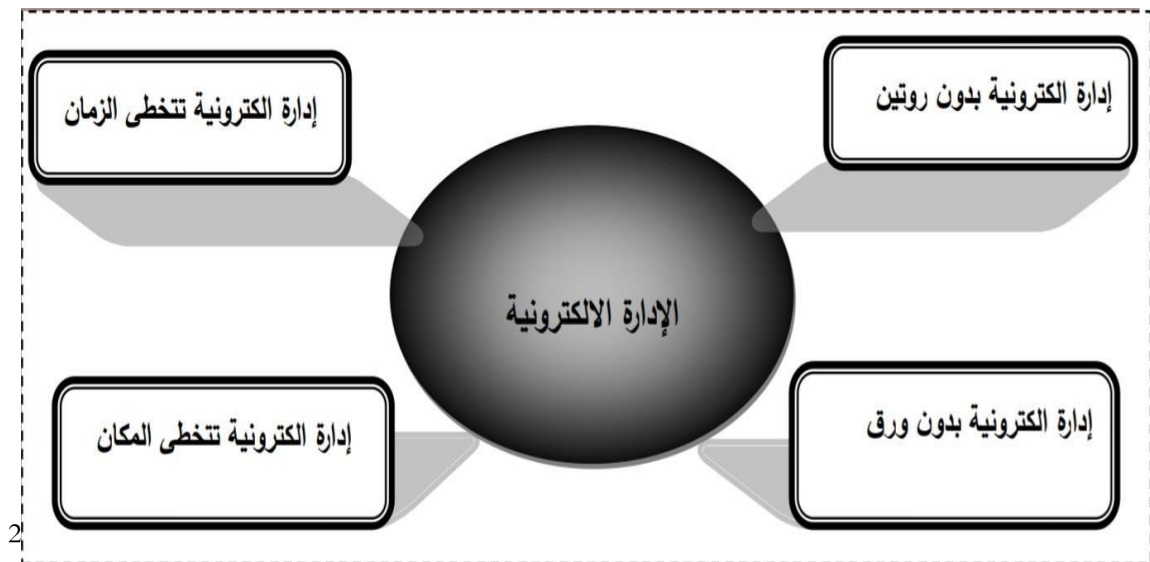 إدارة الكترونية بدون روتين
إدارة الكترونية تتخطى الزمان
الإدارة الالكترونية
إدارة الكترونية بدون ورق
إدارة الكترونية تتخطى المكان
2